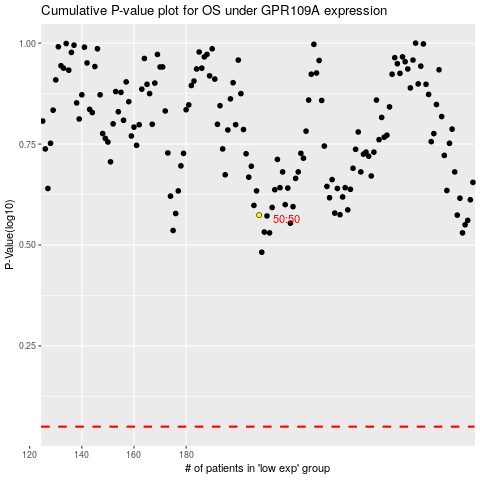 Cumulative P-value plot for OS under GPR109A expression
P-Value(log10)
1.00
0.75
0.50
0.25
50:50
120 140 160 180
# of patients in 'low exp' group